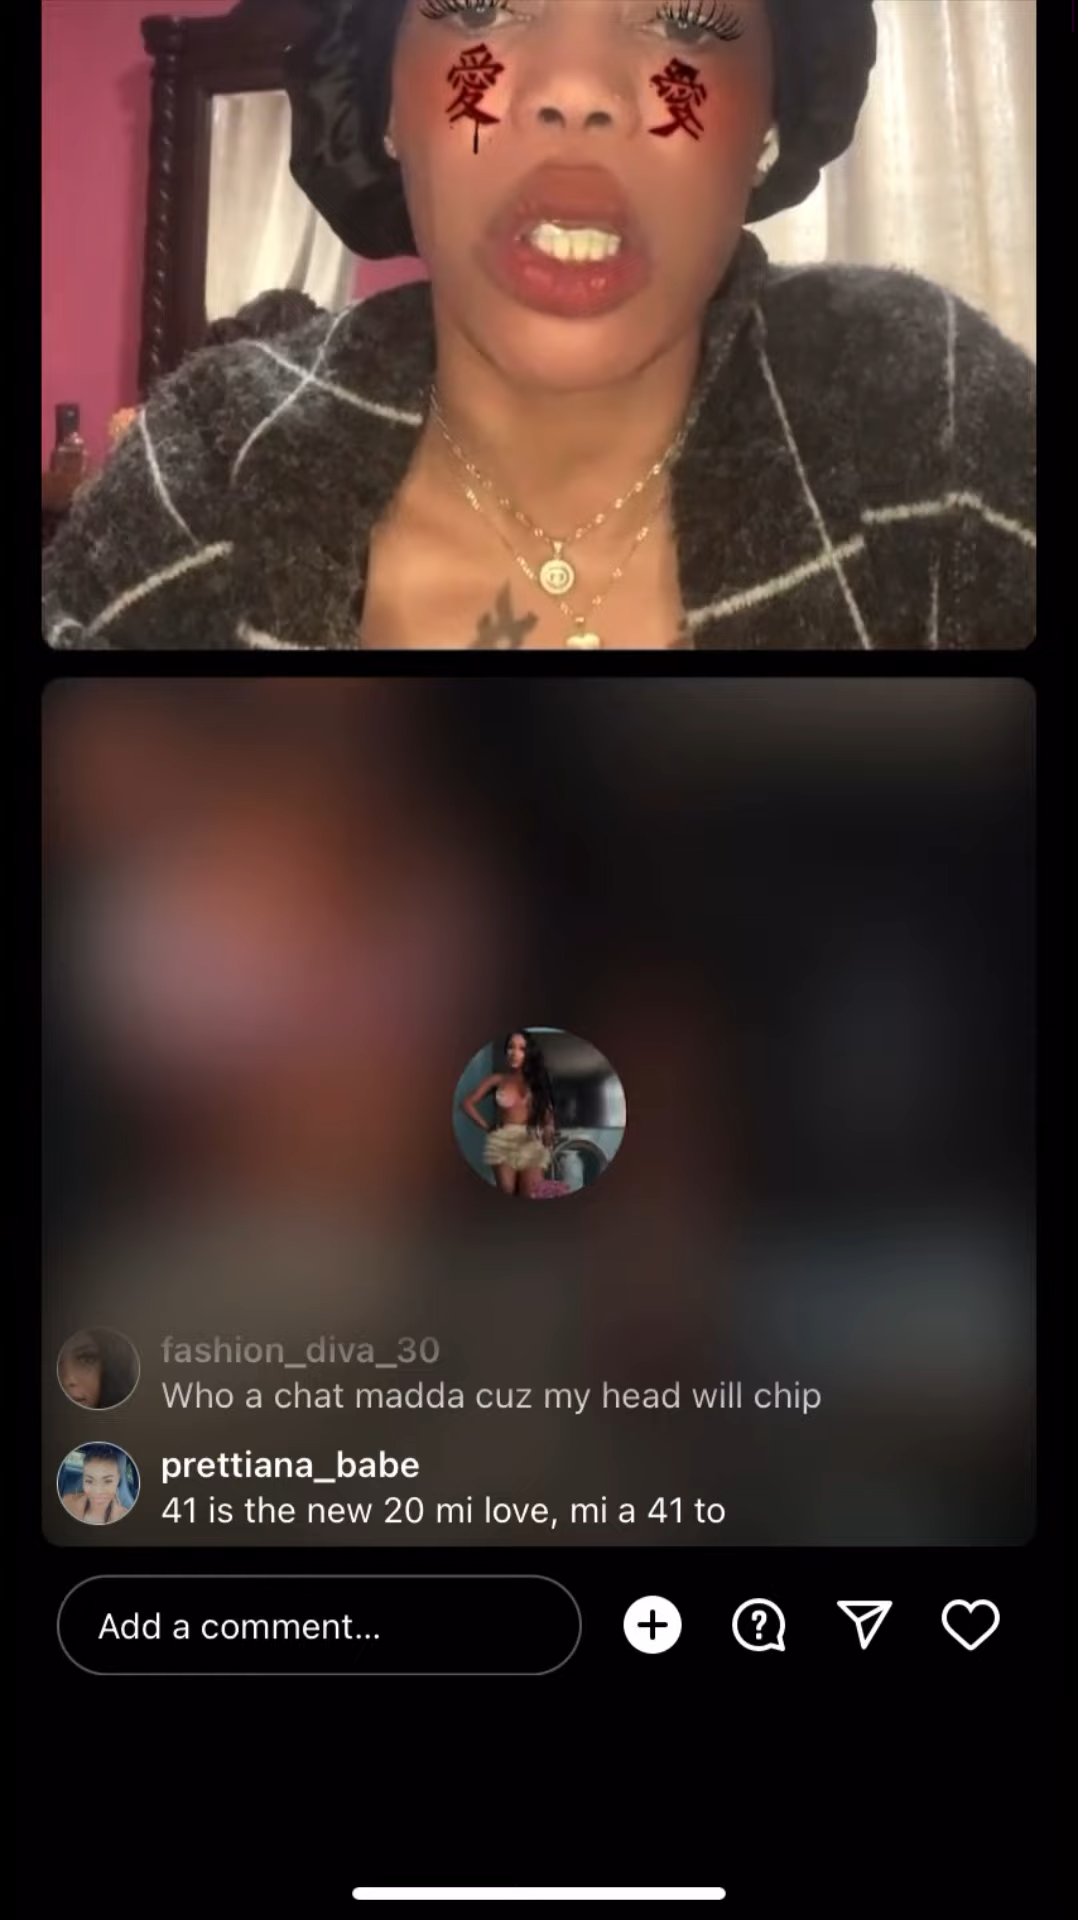 愛 愛
fashion_diva_30
Who a chat madda cuz my head will chip
prettiana_babe
41 is the new 20 mi love, mi a 41 to
Add a comment...